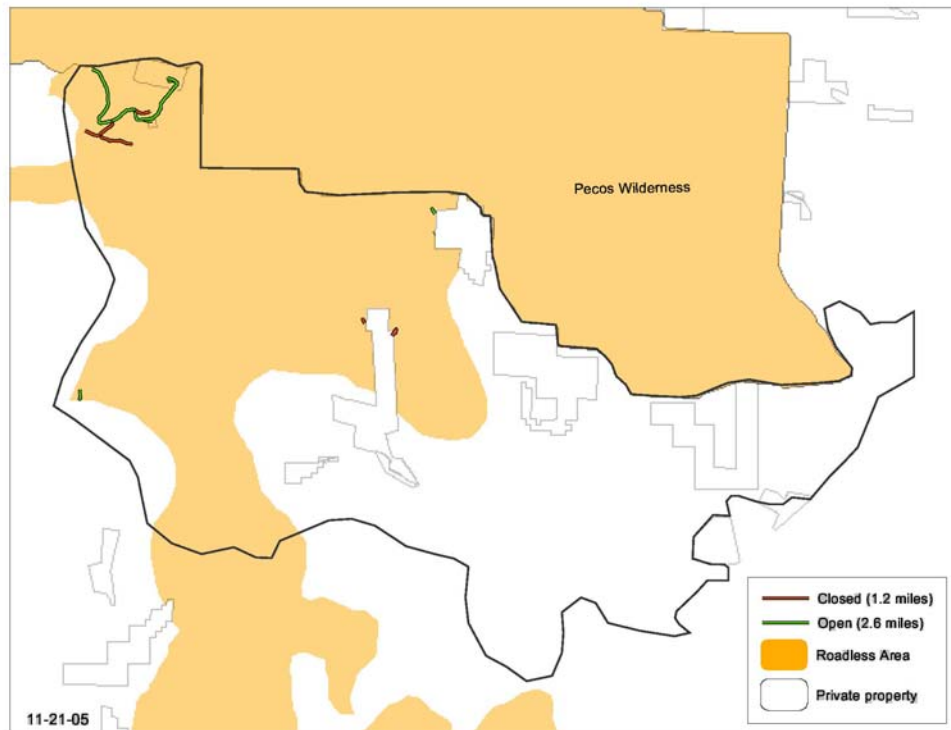 Pecos Wilderness
Closed (1.2 miles)
Open (2.6 miles)
Roadless Area
Private property
11-21-05